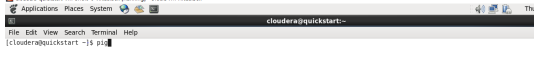 Applications Places System Thu
cloudera@quickstart:~
File Edit View Search Terminal Help
[cloudera@quickstart ~]$ pig